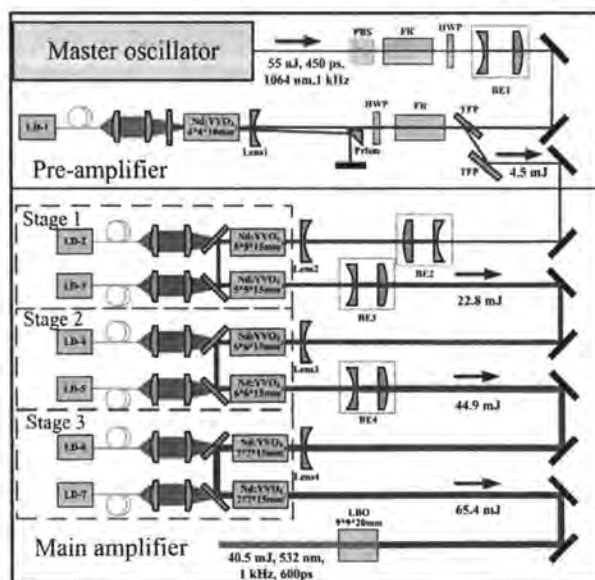 Master oscillator
PBS
FR
HWP
55 uJ, 450 ps,
1064 nm,1 kHz
BE1
LD-1
Nd:YVO₄
4*4*10mm
Lens1
Prism
HWP
FR
TFP
TFP
4.5 mJ
Pre-amplifier
Stage 1
LD-2
Nd:YVO₄
5*5*15mm
Lens2
BE2
LD-3
Nd:YVO₄
5*5*15mm
BE3
22.8 mJ
Stage 2
LD-4
Nd:YVO₄
6*6*15mm
Lens3
LD-5
Nd:YVO₄
6*6*15mm
BE4
44.9 mJ
Stage 3
LD-6
Nd:YVO₄
7*7*15mm
Lens4
LD-7
Nd:YVO₄
7*7*15mm
65.4 mJ
LBO
9*9*20mm
Main amplifier
40.5 mJ, 532 nm,
1 kHz, 600ps